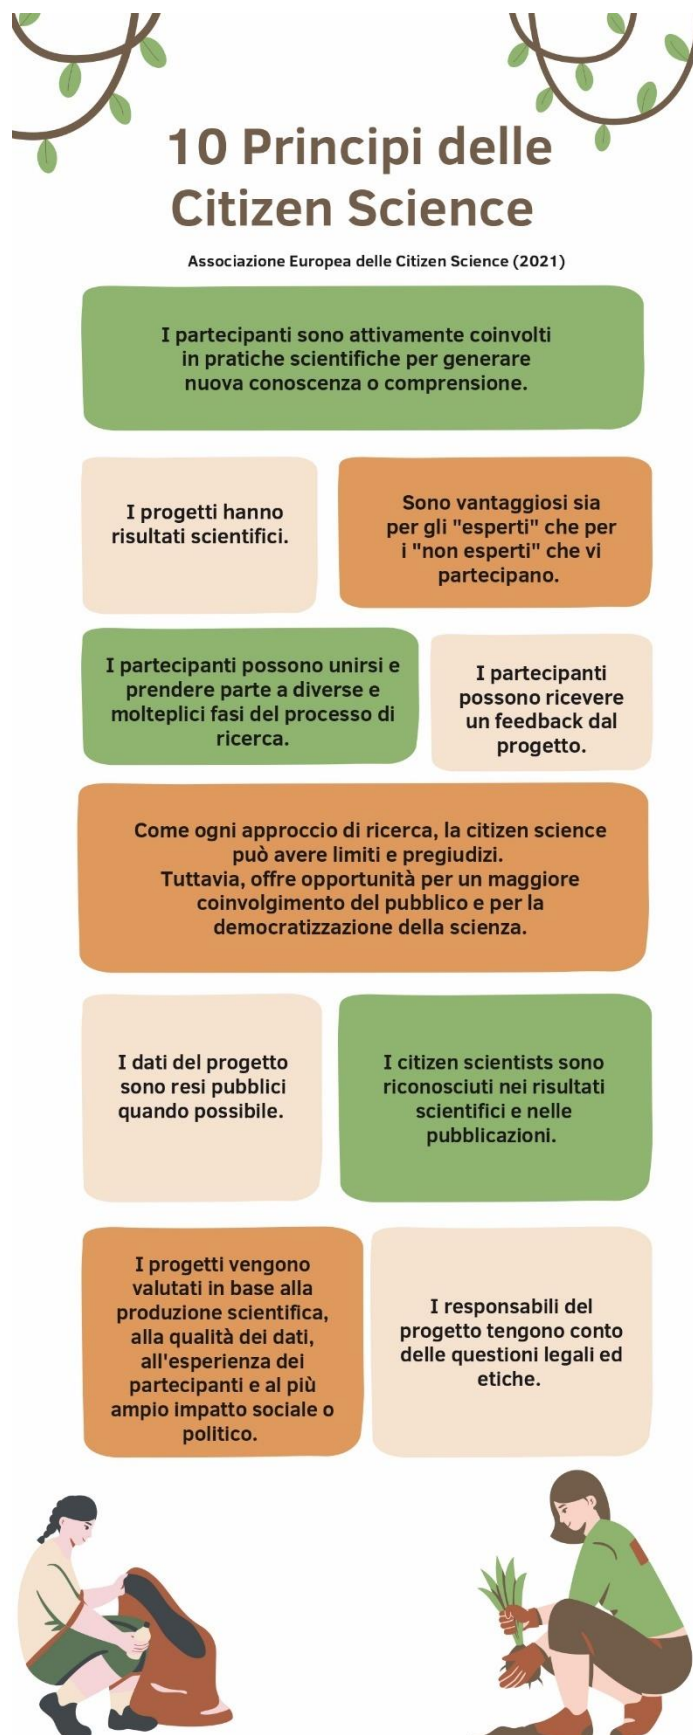 10 Principi delle
Citizen Science
Associazione Europea delle Citizen Science (2021)
I partecipanti sono attivamente coinvolti
in pratiche scientifiche per generare
nuova conoscenza o comprensione.
I progetti hanno
risultati scientifici.
Sono vantaggiosi sia
per gli "esperti" che per
i "non esperti" che vi
partecipano.
I partecipanti possono unirsi e
prendere parte a diverse e
molteplici fasi del processo di
ricerca.
I partecipanti
possono ricevere
un feedback dal
progetto.
Come ogni approccio di ricerca, la citizen science
può avere limiti e pregiudizi.
Tuttavia, offre opportunità per un maggiore
coinvolgimento del pubblico e per la
democratizzazione della scienza.
I dati del progetto
sono resi pubblici
quando possibile.
I citizen scientists sono
riconosciuti nei risultati
scientifici e nelle
pubblicazioni.
I progetti vengono
valutati in base alla
produzione scientifica,
alla qualità dei dati,
all'esperienza dei
partecipanti e al più
ampio impatto sociale o
politico.
I responsabili del
progetto tengono conto
delle questioni legali ed
etiche.